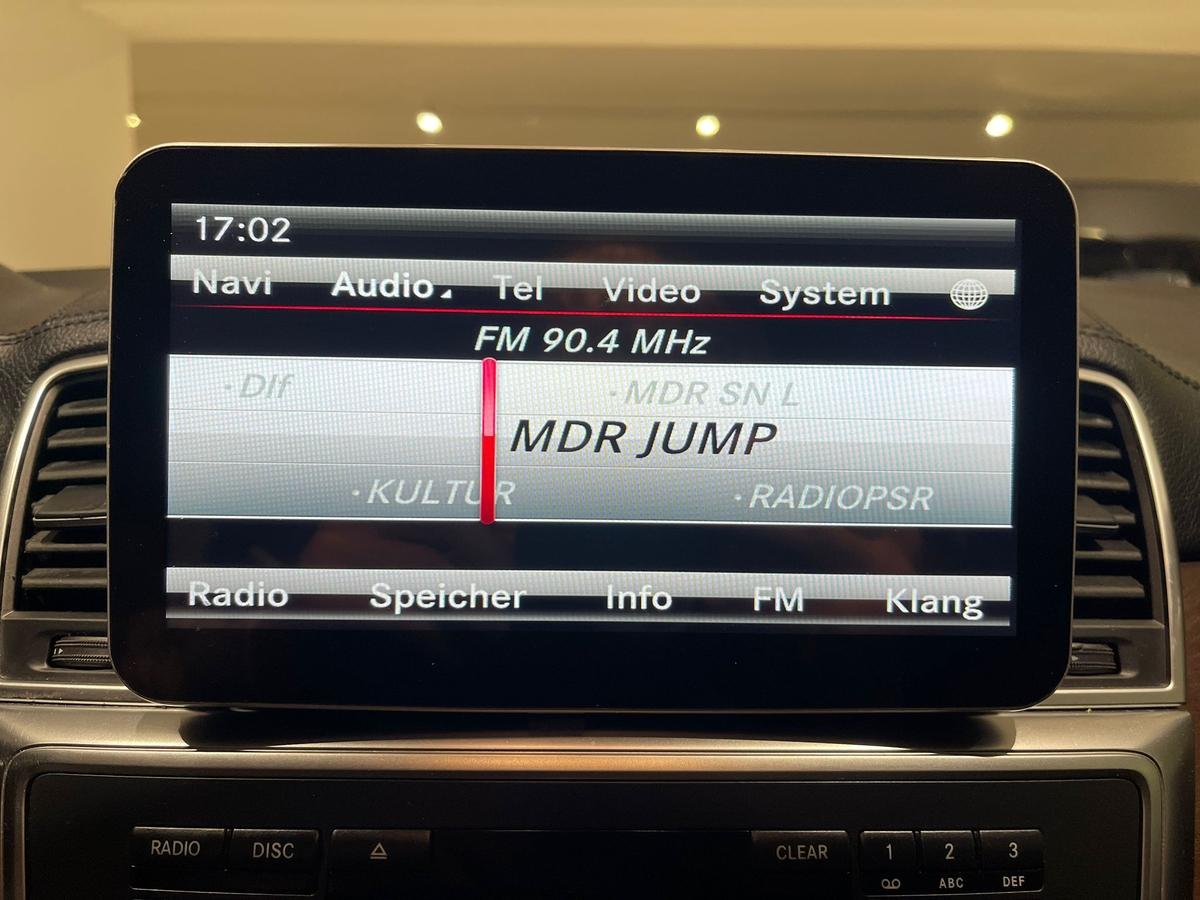 17:02
Navi Audio Tel Video System
FM 90.4 MHz
·Dlf ·MDR SN L
MDR JUMP
·KULTUR ·RADIOPSR
Radio Speicher Info FM Klang
RADIO DISC CLEAR 1 2 3
ABC DEF